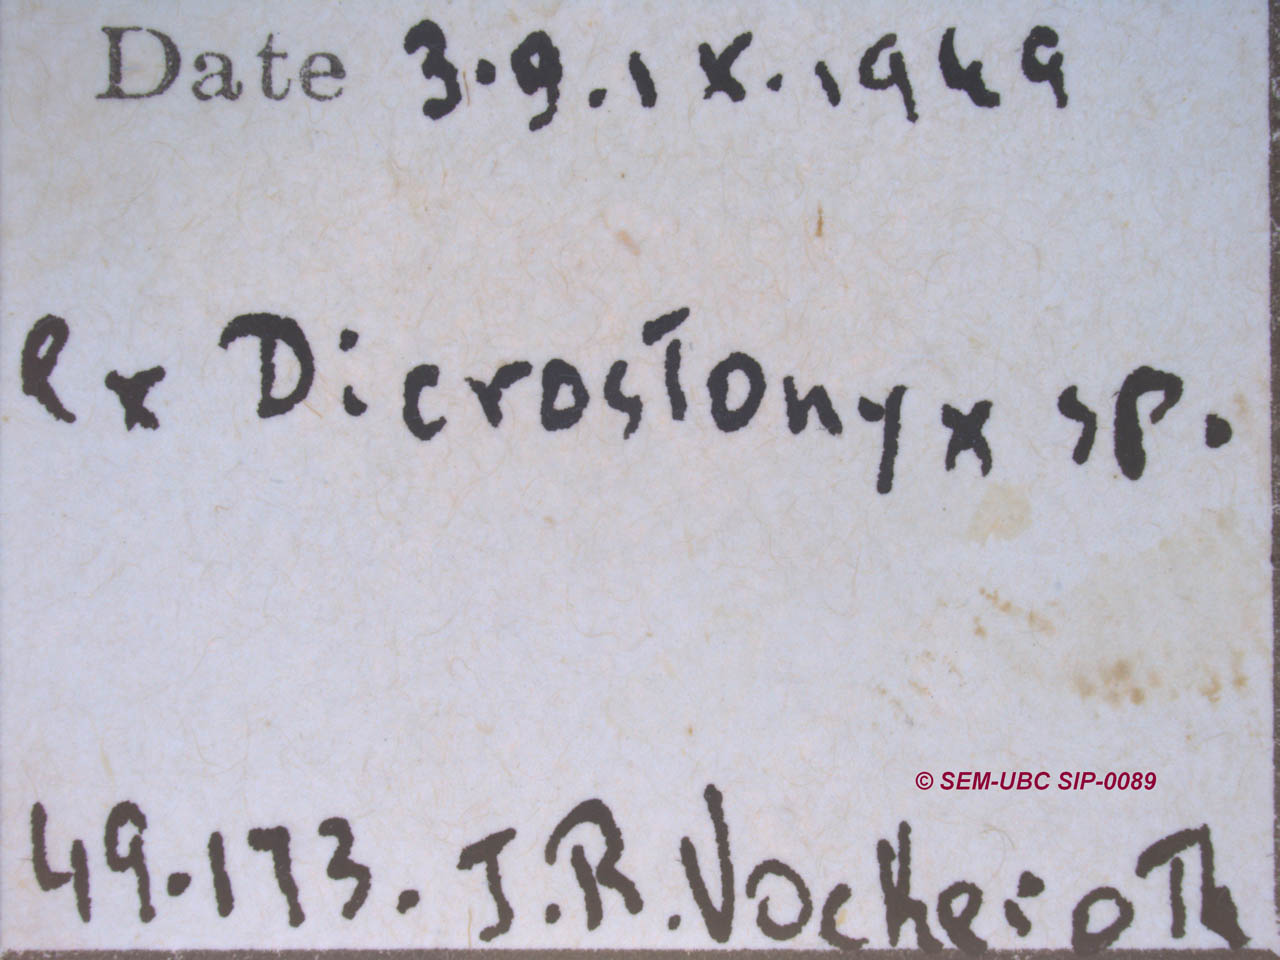 Date 3.9.ix.1949
ex Dicrostonyx sp.
© SEM-UBC SIP-0089
49.173. J.R.Vockeroth